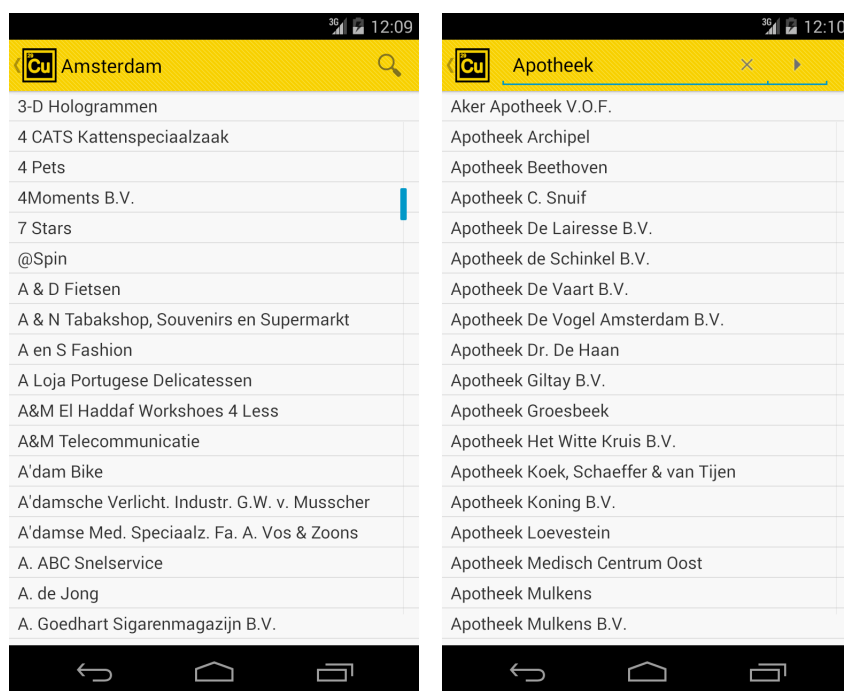 3G 12:09
Cu Amsterdam
3-D Hologrammen
4 CATS Kattenspeciaalzaak
4 Pets
4Moments B.V.
7 Stars
@Spin
A & D Fietsen
A & N Tabakshop, Souvenirs en Supermarkt
A en S Fashion
A Loja Portugese Delicatessen
A&M El Haddaf Workshoes 4 Less
A&M Telecommunicatie
A'dam Bike
A'damsche Verlicht. Industr. G.W. v. Musscher
A'damse Med. Speciaalz. Fa. A. Vos & Zoons
A. ABC Snelservice
A. de Jong
A. Goedhart Sigarenmagazijn B.V.
3G 12:10
Cu Apotheek
Aker Apotheek V.O.F.
Apotheek Archipel
Apotheek Beethoven
Apotheek C. Snuif
Apotheek De Lairesse B.V.
Apotheek de Schinkel B.V.
Apotheek De Vaart B.V.
Apotheek De Vogel Amsterdam B.V.
Apotheek Dr. De Haan
Apotheek Giltay B.V.
Apotheek Groesbeek
Apotheek Het Witte Kruis B.V.
Apotheek Koek, Schaeffer & van Tijen
Apotheek Koning B.V.
Apotheek Loevestein
Apotheek Medisch Centrum Oost
Apotheek Mulkens
Apotheek Mulkens B.V.